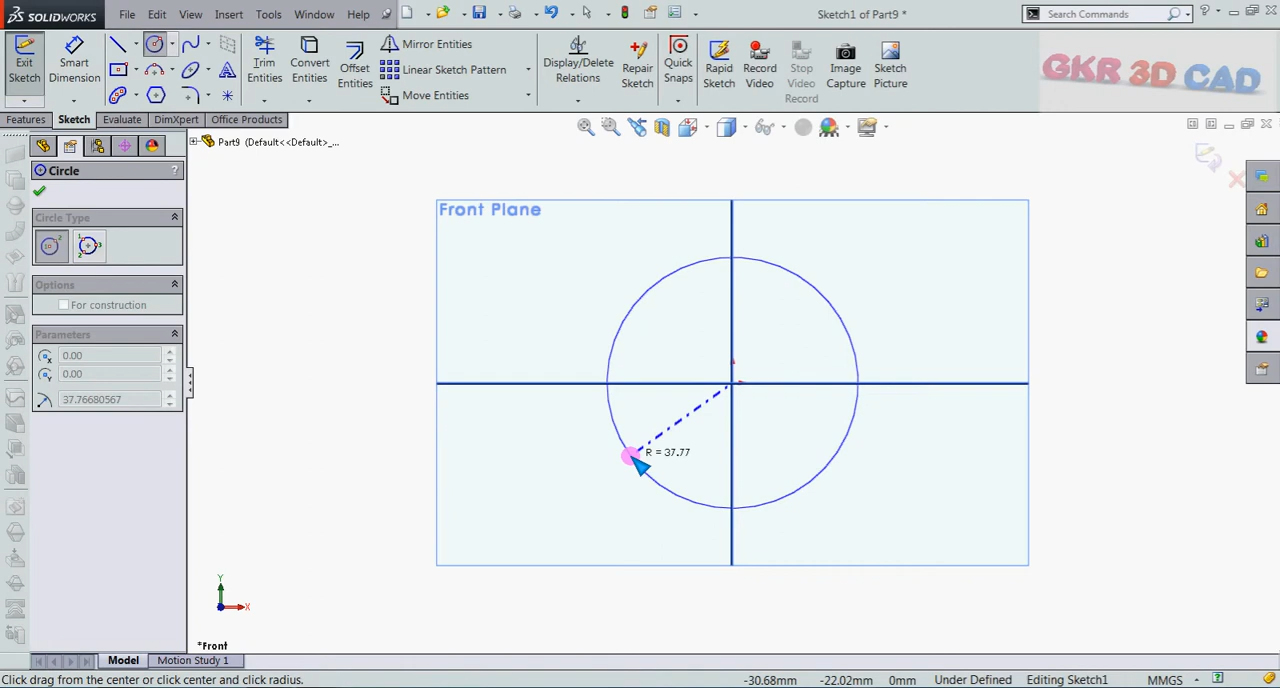 SOLIDWORKS
File Edit View Insert Tools Window Help
Sketch1 of Part9 *
Search Commands
Exit Sketch
Smart Dimens...
Trim Entities
Convert Entities
Offset Entities
Mirror Entities
Linear Sketch Pattern
Move Entities
Display/Delete Relations
Repair Sketch
Quick Snaps
Rapid Sketch
Record Video
Stop Video Record
Image Capture
Sketch Picture
GKR 3D CAD
Features Sketch Evaluate DimXpert Office Products
Part9 (Default<<Default>_...
Circle
?
Circle Type
Options
For construction
Parameters
0.00
0.00
37.76680567
Front Plane
R = 37.77
Y
X
*Front
Model Motion Study 1
Click drag from the center or click center and click radius.
-30.68mm -22.02mm 0mm Under Defined Editing Sketch1 MMGS